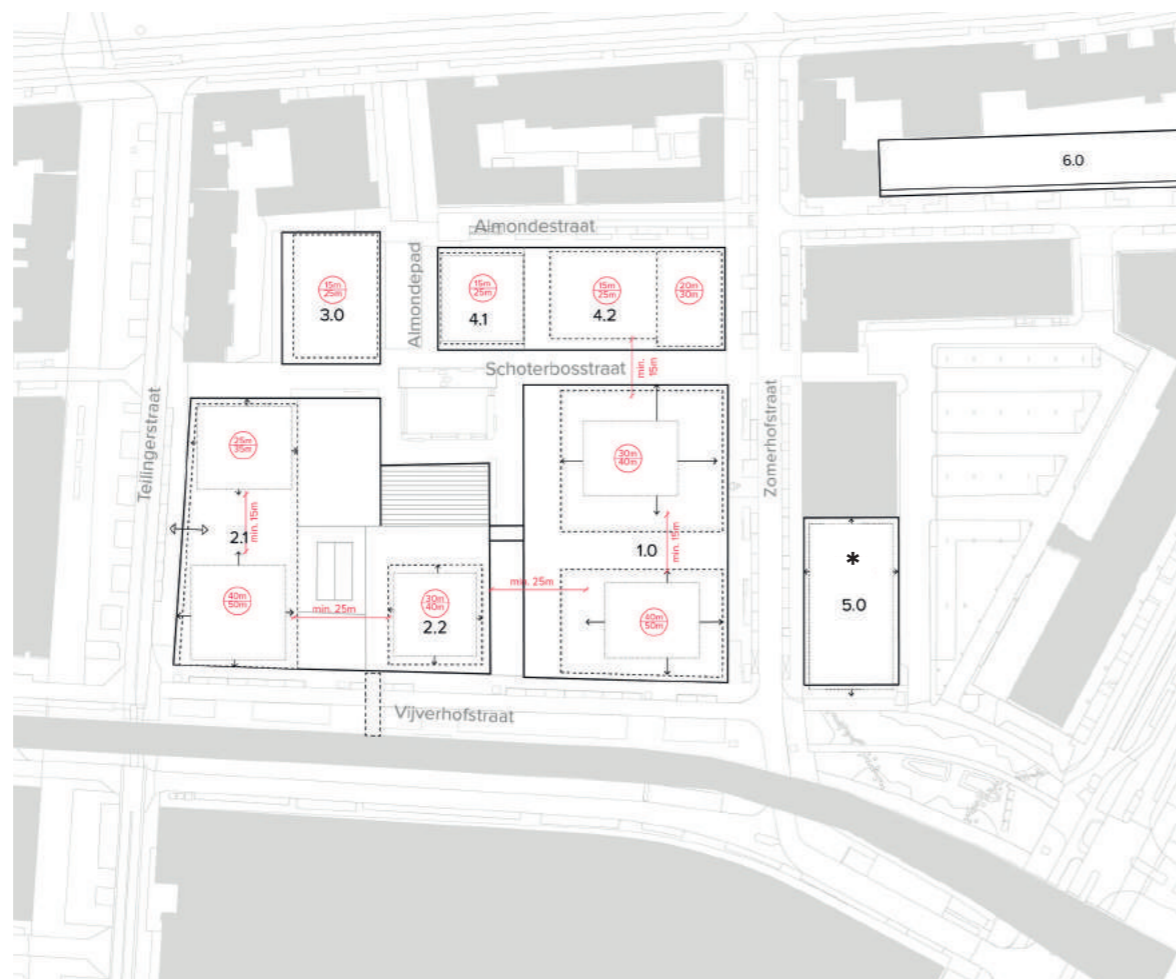 6.0
Almondestraat
Almondepad
15m
25m
3.0
15m
25m
4.1
15m
25m
4.2
20m
30m
Schoterbosstraat
min.
15m
Teilingerstraat
Zomerhofstraat
25m
35m
min. 15m
2.1
30m
40m
1.0
min. 15m
*
5.0
40m
50m
min. 25m
30m
40m
2.2
min. 25m
40m
50m
Vijverhofstraat